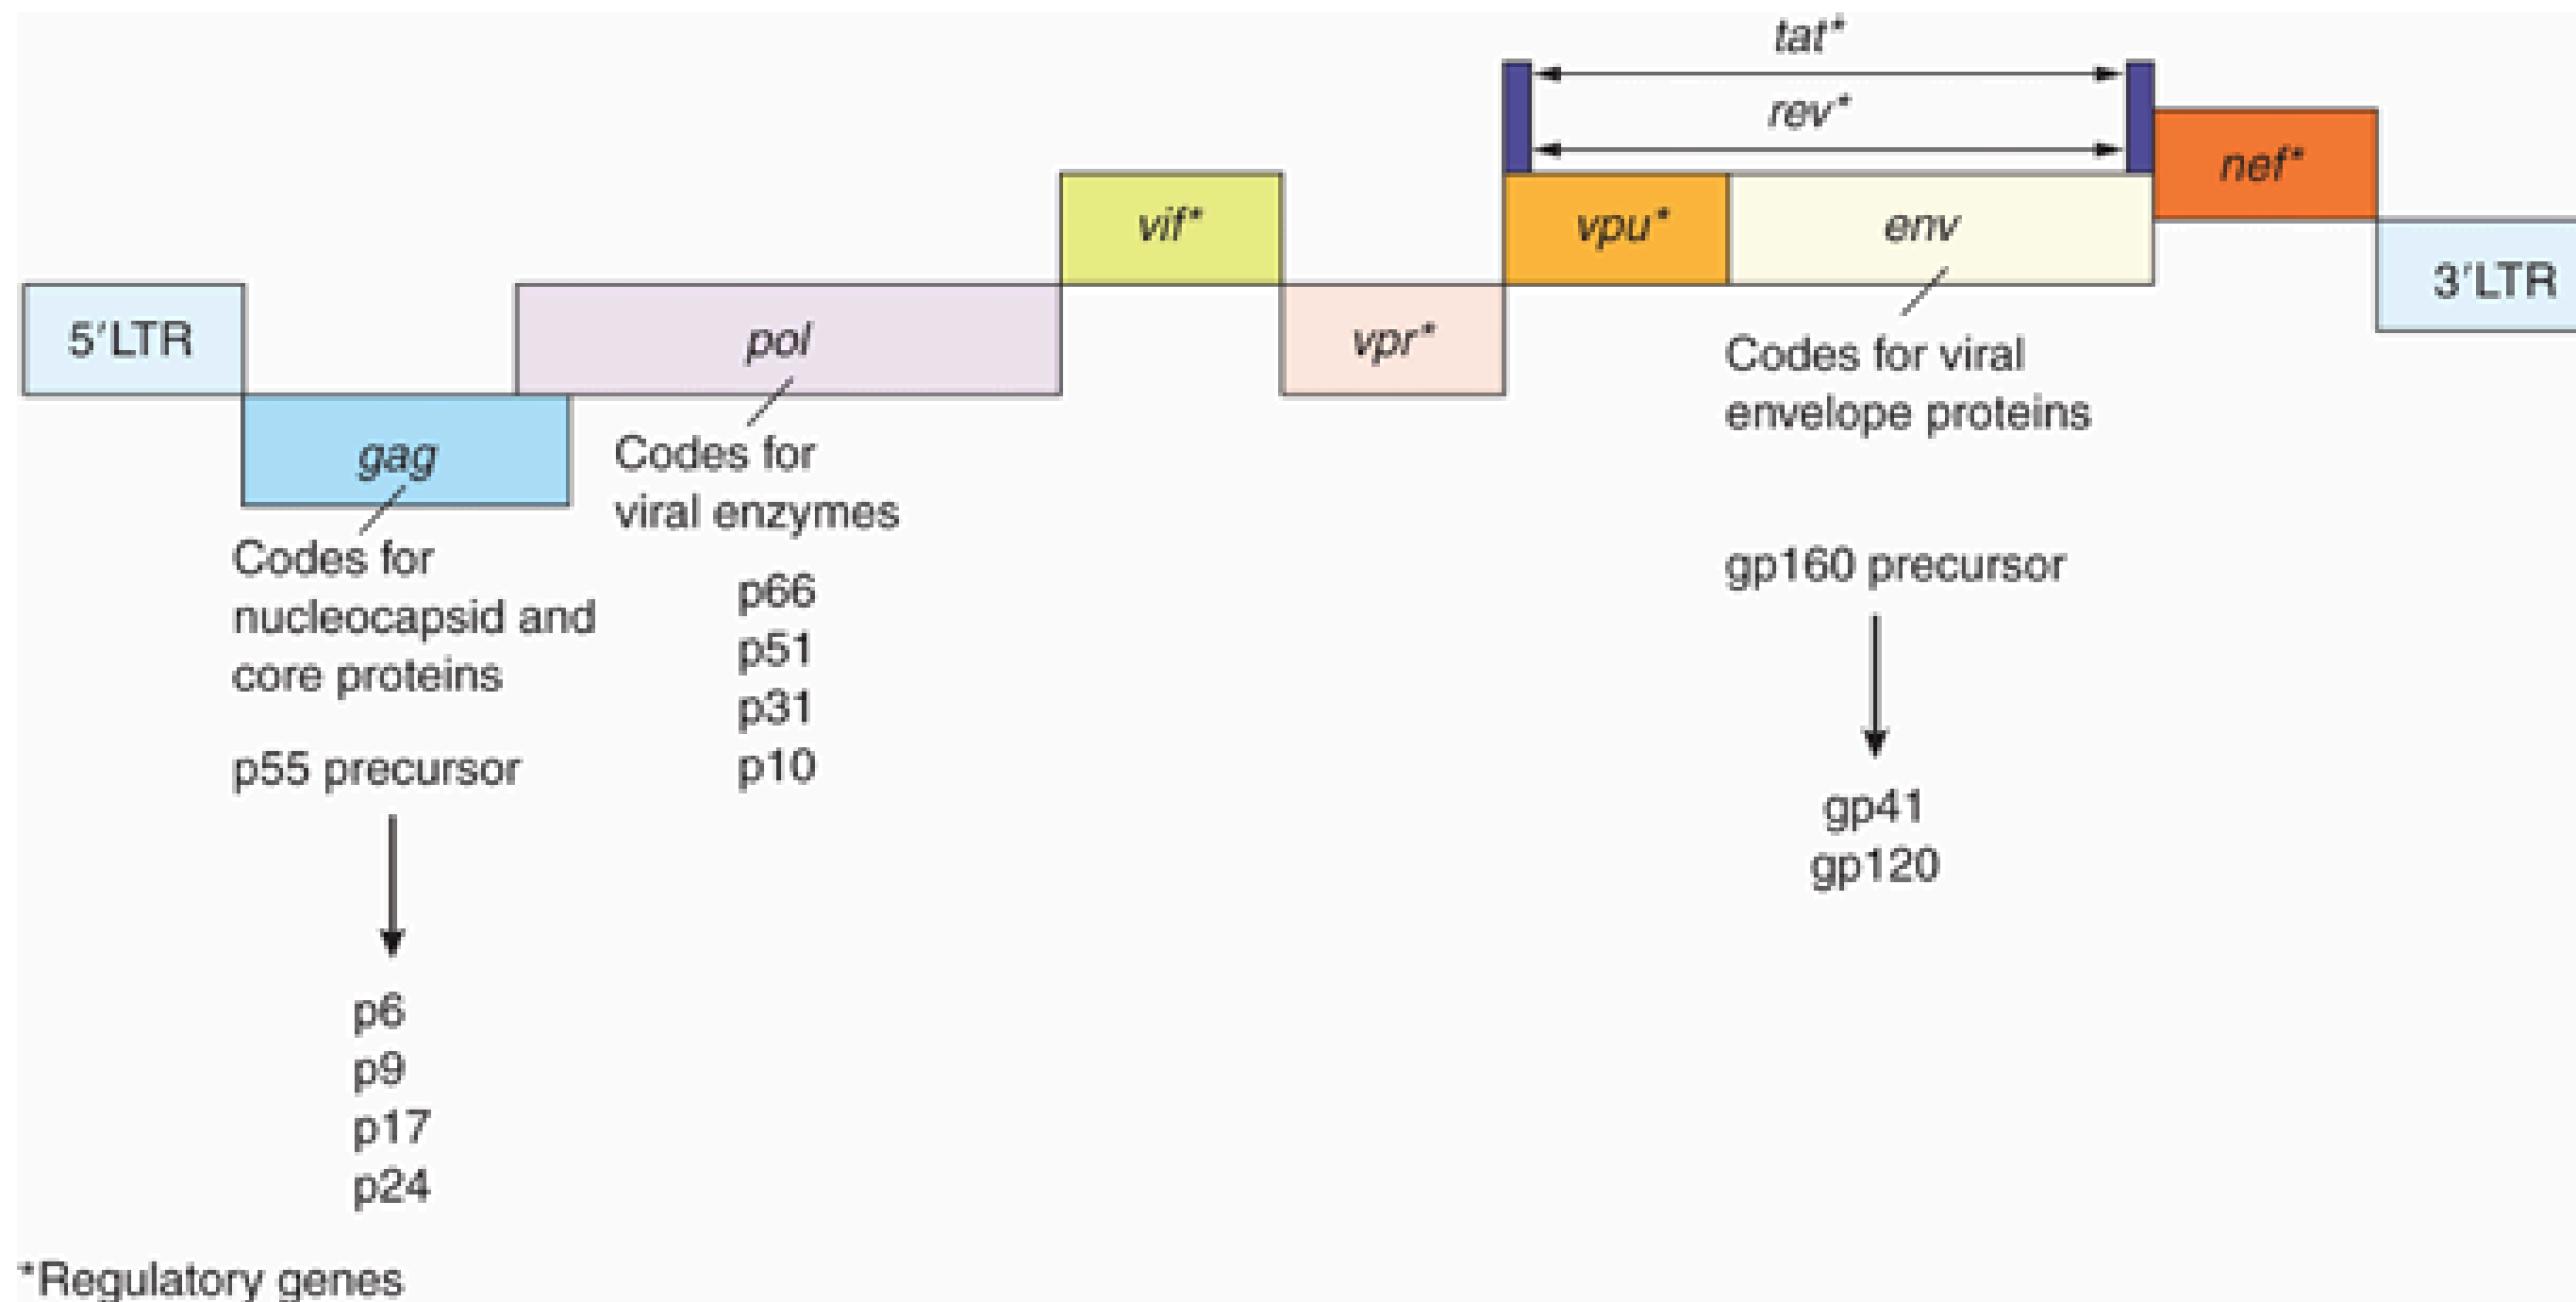 tat*
rev*
nef*
vif*
vpu*
env
3′LTR
5′LTR
pol
vpr*
gag
Codes for
nucleocapsid and
core proteins
p55 precursor
p6
p9
p17
p24
Codes for
viral enzymes
p66
p51
p31
p10
Codes for viral
envelope proteins
gp160 precursor
gp41
gp120
*Regulatory genes